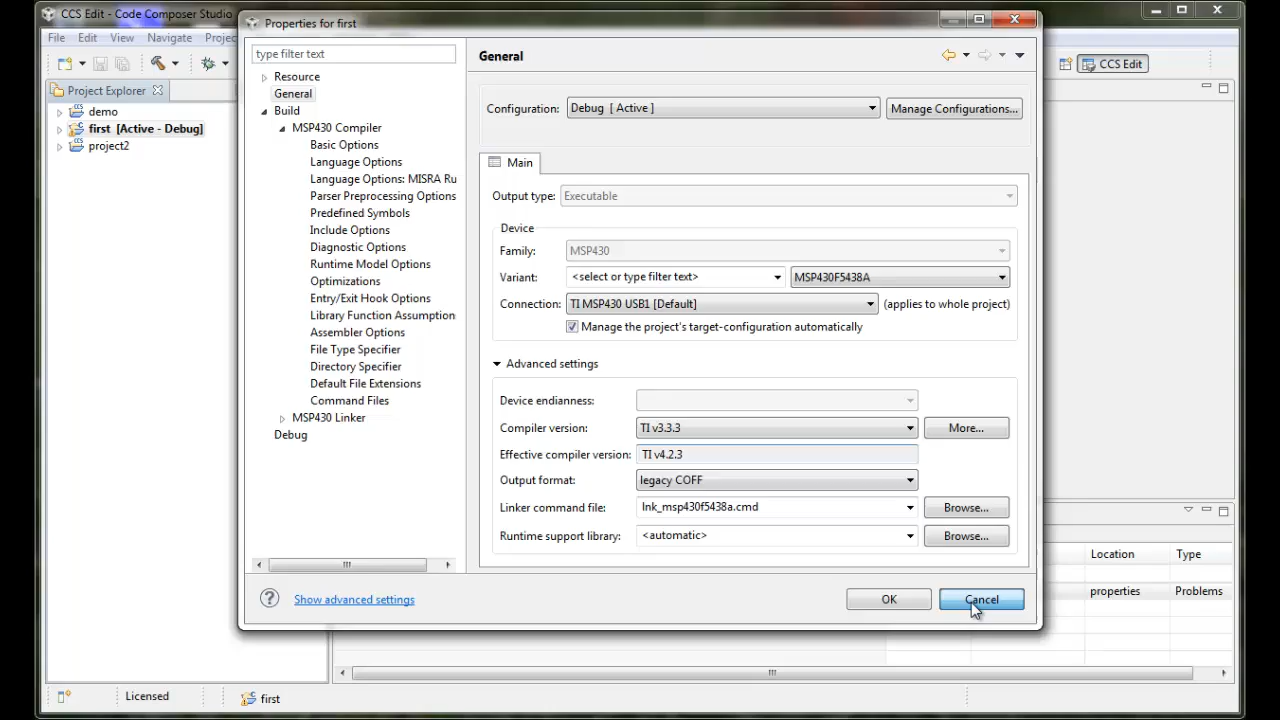 CCS Edit - Code Composer Studio
File Edit View Navigate Projec
CCS Edit
Project Explorer
demo
first [Active - Debug]
project2
Properties for first
type filter text
Resource
General
Build
MSP430 Compiler
Basic Options
Language Options
Language Options: MISRA Ru
Parser Preprocessing Options
Predefined Symbols
Include Options
Diagnostic Options
Runtime Model Options
Optimizations
Entry/Exit Hook Options
Library Function Assumption
Assembler Options
File Type Specifier
Directory Specifier
Default File Extensions
Command Files
MSP430 Linker
Debug
General
Configuration: Debug [ Active ] Manage Configurations...
Main
Output type: Executable
Device
Family: MSP430
Variant: <select or type filter text> MSP430F5438A
Connection: TI MSP430 USB1 [Default] (applies to whole project)
Manage the project's target-configuration automatically
Advanced settings
Device endianness:
Compiler version: TI v3.3.3 More...
Effective compiler version: TI v4.2.3
Output format: legacy COFF
Linker command file: lnk_msp430f5438a.cmd Browse...
Runtime support library: <automatic> Browse...
? Show advanced settings OK Cancel
Location Type
properties Problems
Licensed first